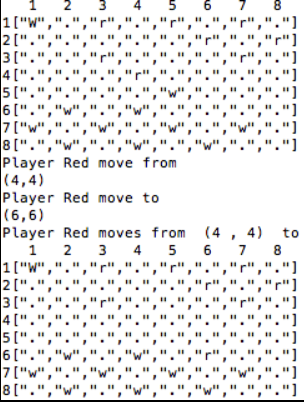 1 2 3 4 5 6 7 8
1["W",".","r",".","r",".","r","."]
2[".",".",".",".",".","r",".","r"]
3[".",".","r",".",".",".","r","."]
4[".",".",".","r",".",".",".","."]
5[".",".",".",".","w",".",".","."]
6[".","w",".","w",".",".",".","."]
7["w",".","w",".","w",".","w","."]
8[".","w",".","w",".","w",".","."]
Player Red move from
(4,4)
Player Red move to
(6,6)
Player Red moves from  (4 , 4)  to
1 2 3 4 5 6 7 8
1["W",".","r",".","r",".","r","."]
2[".",".",".",".",".","r",".","r"]
3[".",".","r",".",".",".","r","."]
4[".",".",".",".",".",".",".","."]
5[".",".",".",".",".",".",".","."]
6[".","w",".","w",".","r",".","."]
7["w",".","w",".","w",".","w","."]
8[".","w",".","w",".","w",".","."]